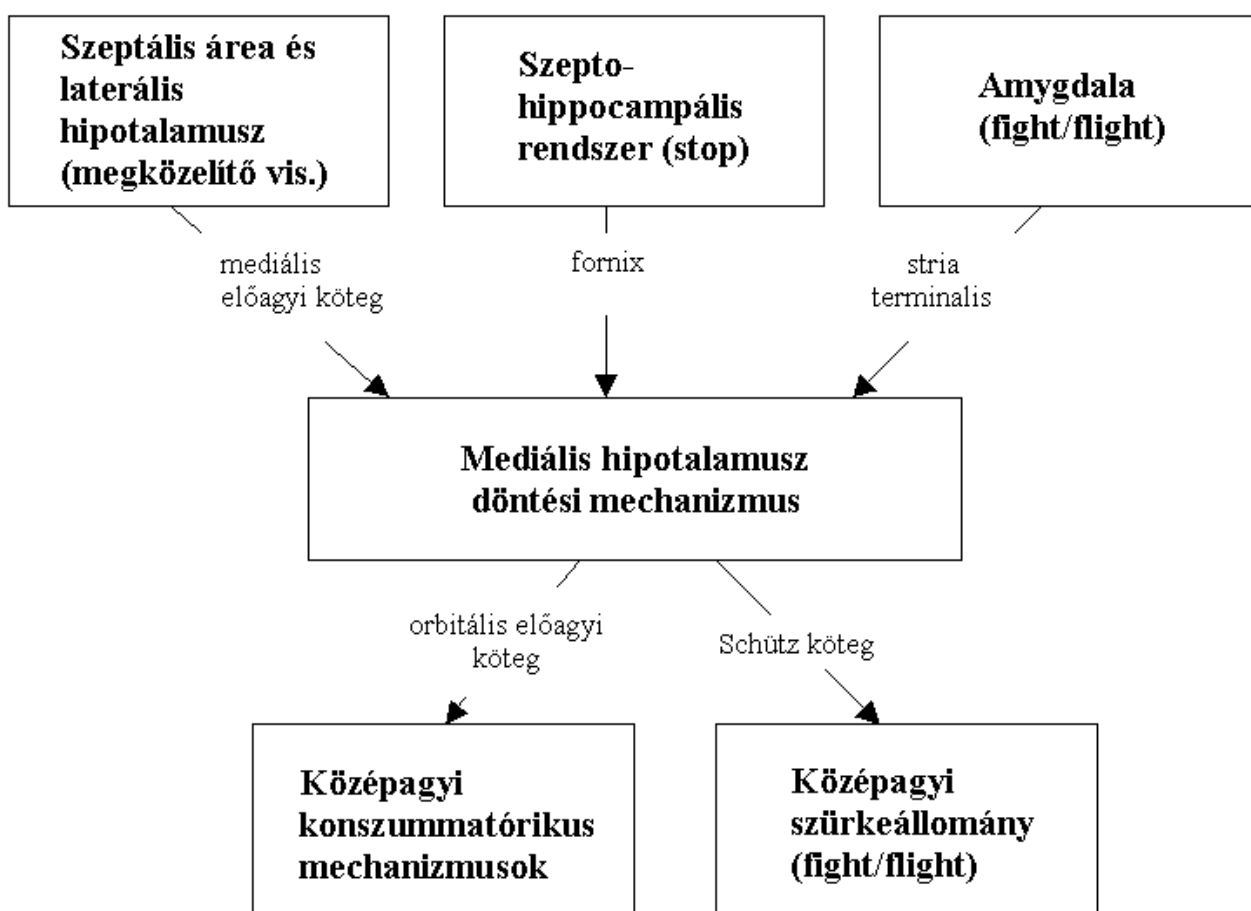 Szeptális área és
laterális
hipotalamusz
(megközelítő vis.)
Szepto-
hippocampális
rendszer (stop)
Amygdala
(fight/flight)
mediális
előagyi köteg
fornix
stria
terminalis
Mediális hipotalamusz
döntési mechanizmus
orbitális előagyi
köteg
Schütz köteg
Középagyi
konszummatórikus
mechanizmusok
Középagyi
szürkeállomány
(fight/flight)